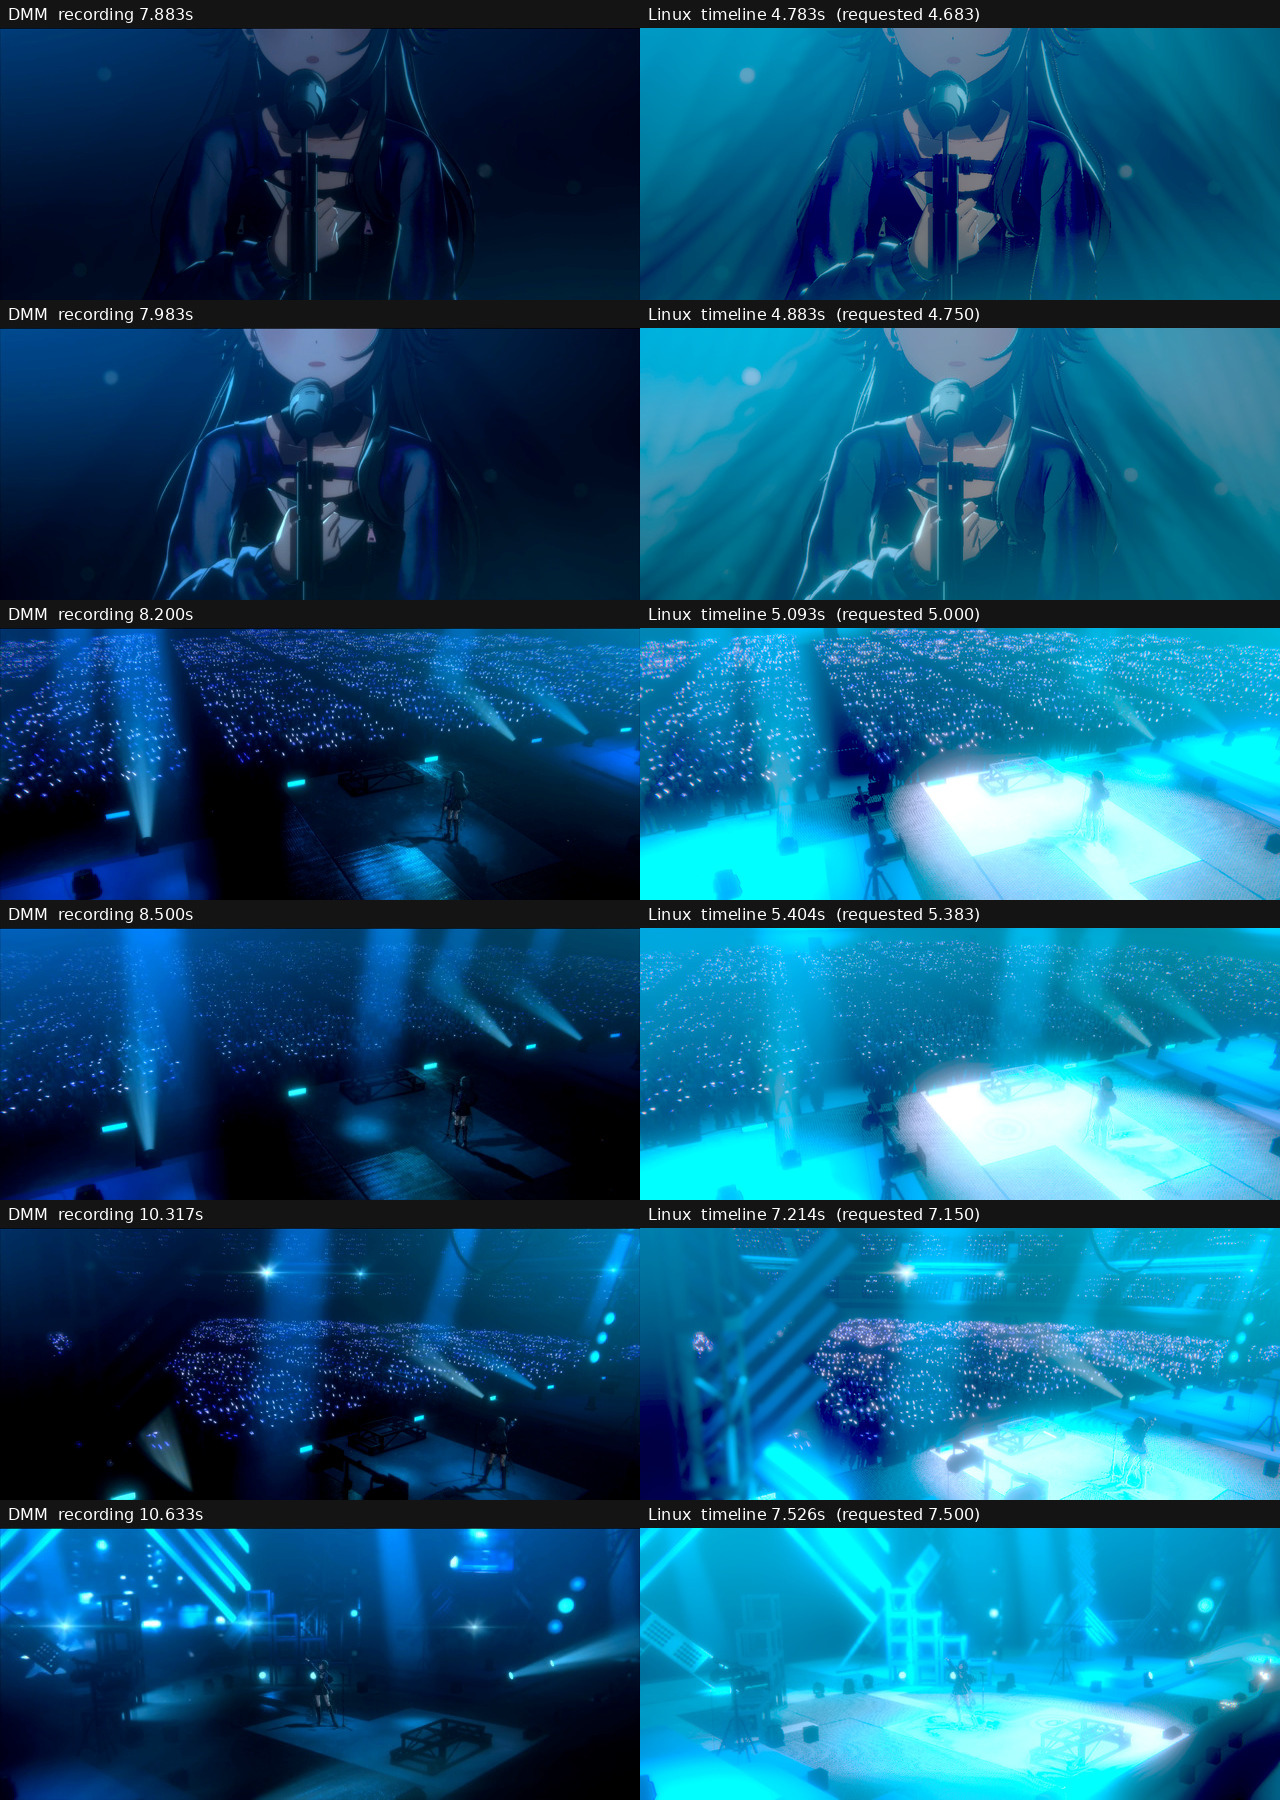 DMM recording 7.883s
Linux timeline 4.783s (requested 4.683)
DMM recording 7.983s
Linux timeline 4.883s (requested 4.750)
DMM recording 8.200s
Linux timeline 5.093s (requested 5.000)
DMM recording 8.500s
Linux timeline 5.404s (requested 5.383)
DMM recording 10.317s
Linux timeline 7.214s (requested 7.150)
DMM recording 10.633s
Linux timeline 7.526s (requested 7.500)